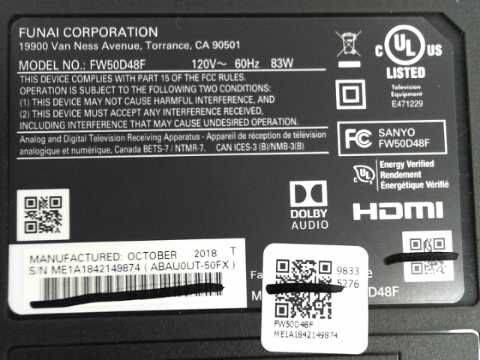 FUNAI CORPORATION
19900 Van Ness Avenue, Torrance, CA 90501
MODEL NO.: FW50D48F 120V~ 60Hz 83W
THIS DEVICE COMPLIES WITH PART 15 OF THE FCC RULES.
OPERATION IS SUBJECT TO THE FOLLOWING TWO CONDITIONS:
(1) THIS DEVICE MAY NOT CAUSE HARMFUL INTERFERENCE, AND
(2) THIS DEVICE MUST ACCEPT ANY INTERFERENCE RECEIVED,
INCLUDING INTERFERENCE THAT MAY CAUSE UNDESIRED OPERATION.
Analog and Digital Television Receiving Apparatus - Appareil de réception de télévision
analogique et numérique, Canada BETS-7 / NTMR-7. CAN ICES-3 (B)/NMB-3(B)
C UL US
LISTED
Television
Equipment
E471229
FC SANYO
FW50D48F
UL Energy Verified
Rendement
Énergétique Vérifié
DOLBY
AUDIO
HDMI
MANUFACTURED: OCTOBER 2018 T
S/N ME1A1842149874 ( ABAU0UT-50FX )
9833
5276
FW50D48F
ME1A1842149874
50D48F